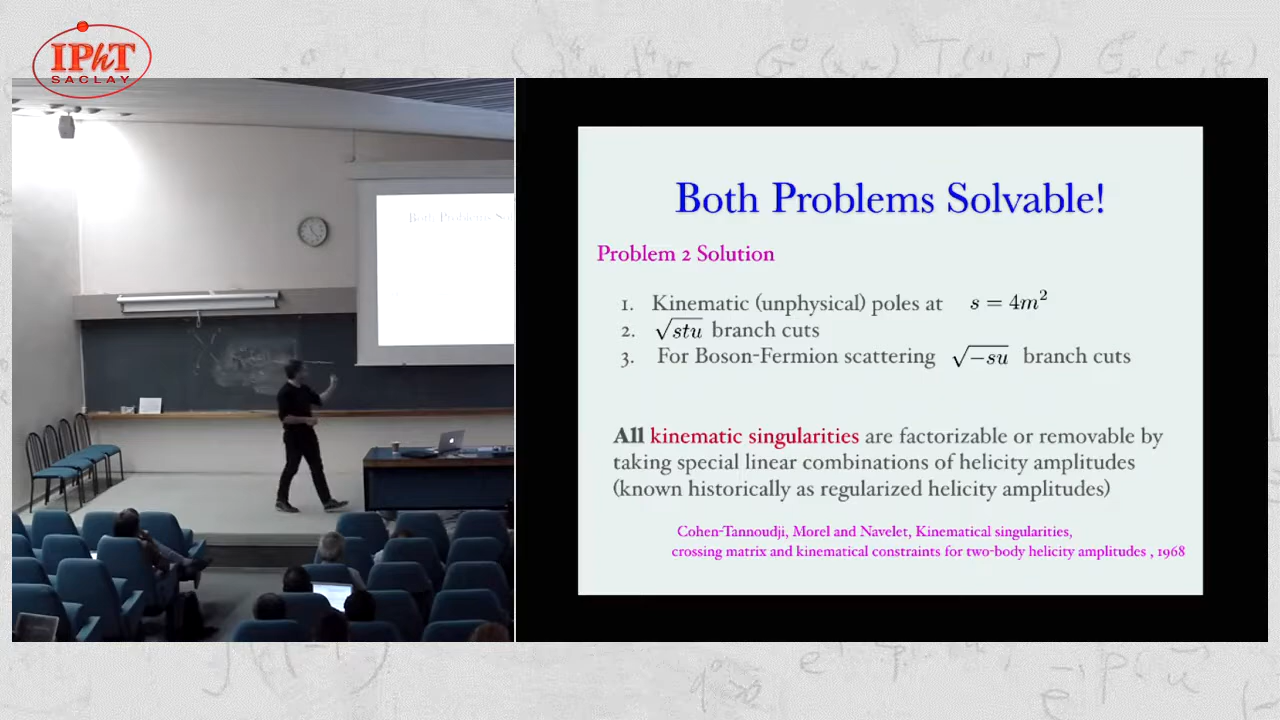 IPhT
SACLAY
Both Problems Sol
Both Problems Solvable!
Problem 2 Solution
1. Kinematic (unphysical) poles at s = 4m²
2. √stu branch cuts
3. For Boson-Fermion scattering √−su branch cuts
All kinematic singularities are factorizable or removable by
taking special linear combinations of helicity amplitudes
(known historically as regularized helicity amplitudes)
Cohen-Tannoudji, Morel and Navelet, Kinematical singularities,
crossing matrix and kinematical constraints for two-body helicity amplitudes , 1968